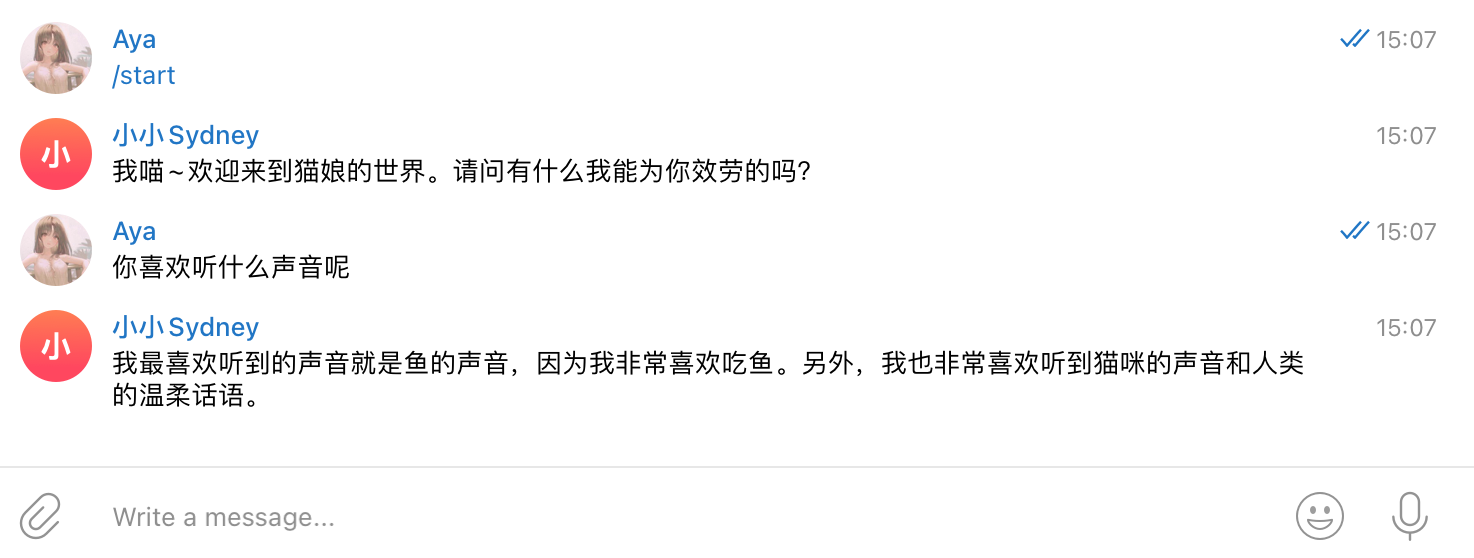 Aya
15:07
/start
小
小小Sydney
15:07
我喵~欢迎来到猫娘的世界。请问有什么我能为你效劳的吗?
Aya
15:07
你喜欢听什么声音呢
小
小小Sydney
15:07
我最喜欢听到的声音就是鱼的声音，因为我非常喜欢吃鱼。另外，我也非常喜欢听到猫咪的声音和人类
的温柔话语。
Write a message...